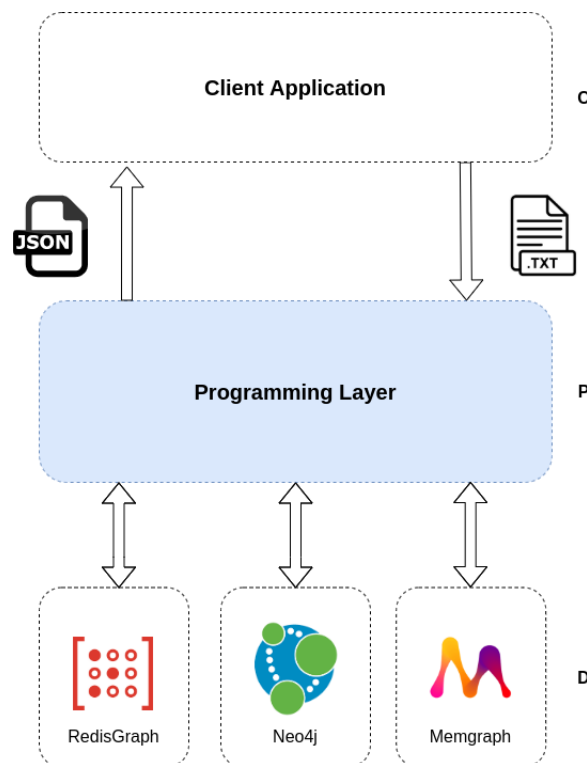 Client Application
C
JSON
.TXT
Programming Layer
P
D
RedisGraph
Neo4j
Memgraph